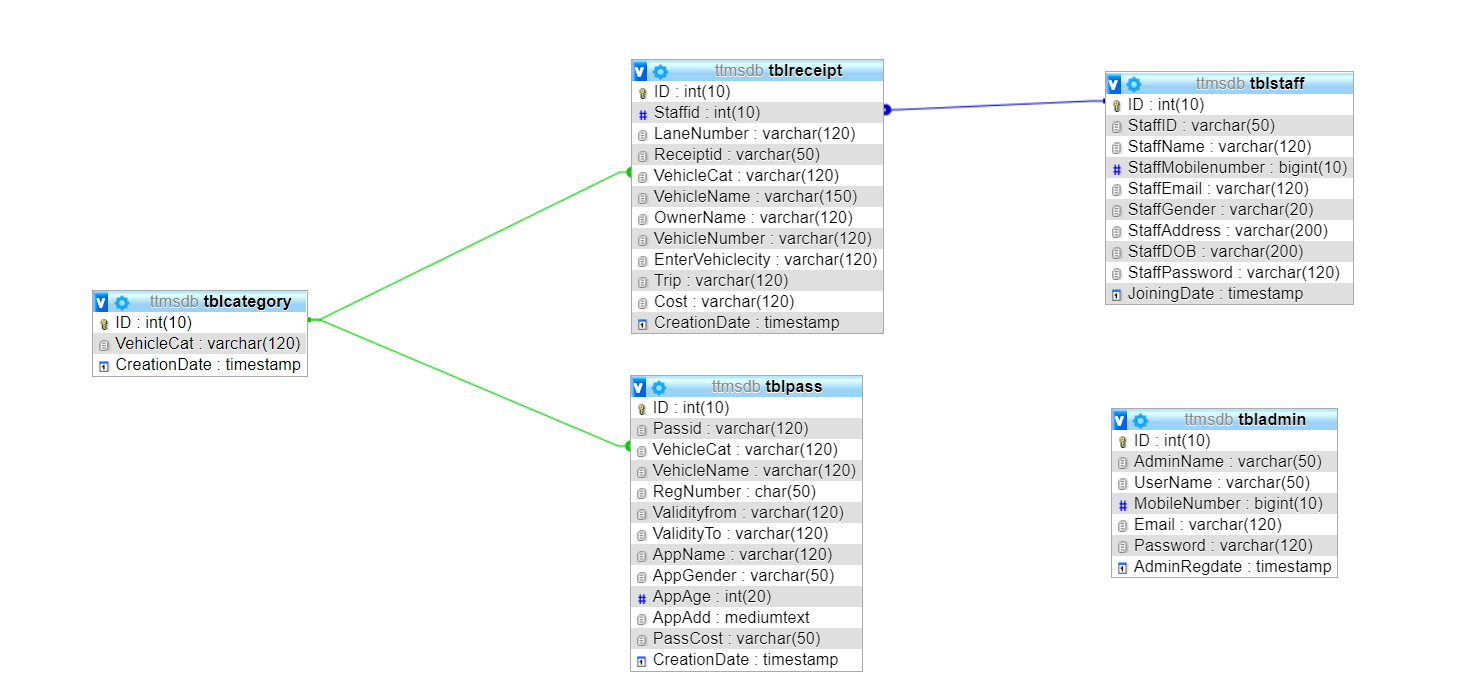 ttmsdb tblreceipt
ID : int(10)
Staffid : int(10)
LaneNumber : varchar(120)
Receiptid : varchar(50)
VehicleCat : varchar(120)
VehicleName : varchar(150)
OwnerName : varchar(120)
VehicleNumber : varchar(120)
EnterVehiclecity : varchar(120)
Trip : varchar(120)
Cost : varchar(120)
CreationDate : timestamp
ttmsdb tblstaff
ID : int(10)
StaffID : varchar(50)
StaffName : varchar(120)
StaffMobilenumber : bigint(10)
StaffEmail : varchar(120)
StaffGender : varchar(20)
StaffAddress : varchar(200)
StaffDOB : varchar(200)
StaffPassword : varchar(120)
JoiningDate : timestamp
ttmsdb tblcategory
ID : int(10)
VehicleCat : varchar(120)
CreationDate : timestamp
ttmsdb tblpass
ID : int(10)
Passid : varchar(120)
VehicleCat : varchar(120)
VehicleName : varchar(120)
RegNumber : char(50)
Validityfrom : varchar(120)
ValidityTo : varchar(120)
AppName : varchar(120)
AppGender : varchar(50)
AppAge : int(20)
AppAdd : mediumtext
PassCost : varchar(50)
CreationDate : timestamp
ttmsdb tbladmin
ID : int(10)
AdminName : varchar(50)
UserName : varchar(50)
MobileNumber : bigint(10)
Email : varchar(120)
Password : varchar(120)
AdminRegdate : timestamp